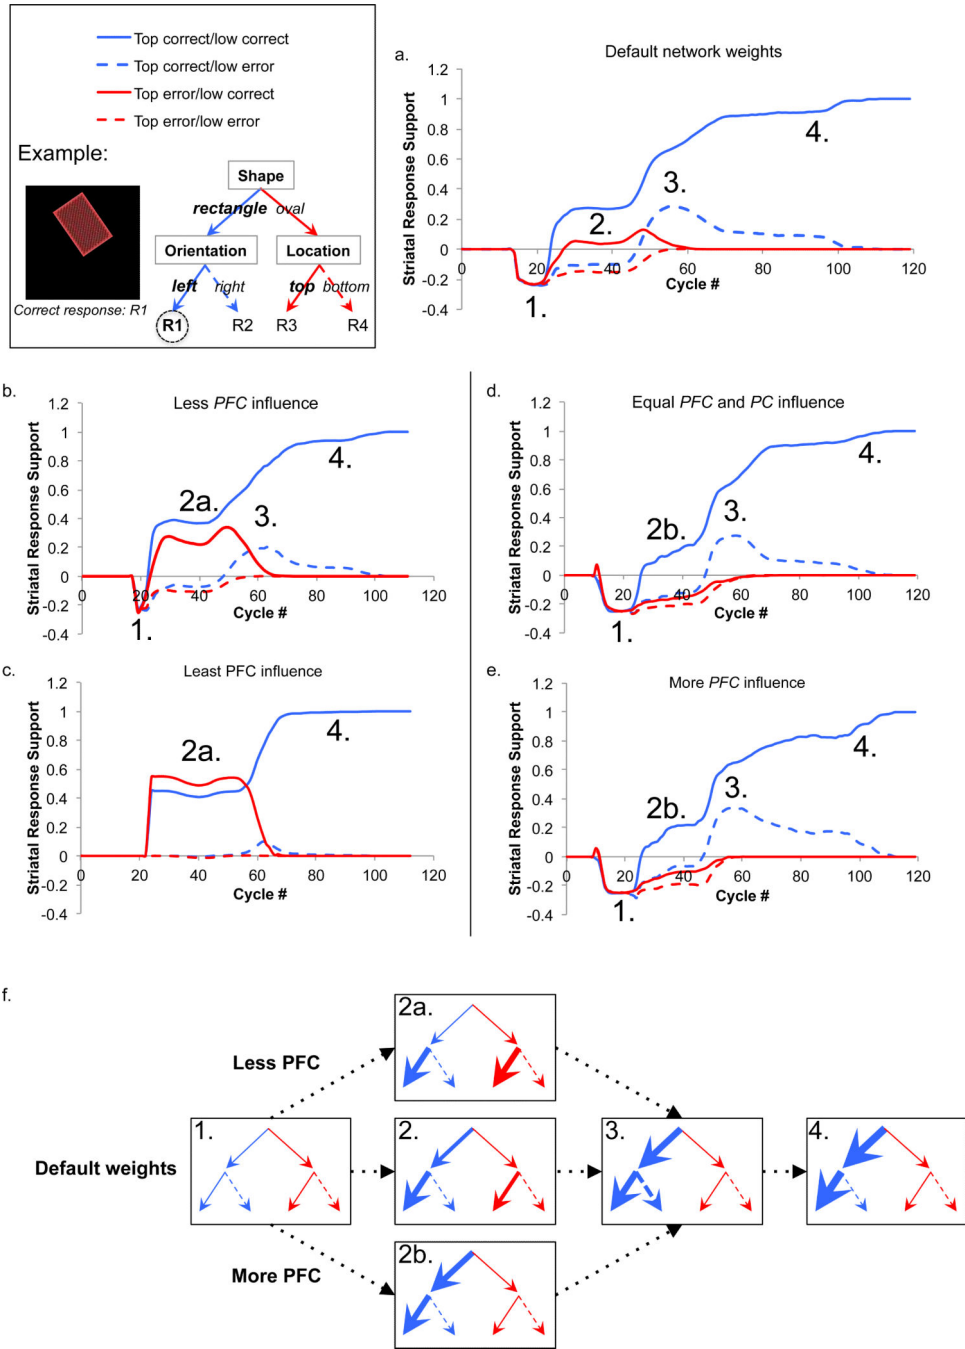 Top correct/low correct
Top correct/low error
Top error/low correct
Top error/low error
Example:
Shape
rectangle oval
Orientation Location
left right top bottom
R1 R2 R3 R4
Correct response: R1
a. Default network weights
Striatal Response Support
1.2
1
0.8
0.6
0.4
0.2
0
-0.2
-0.4
0 20 40 60 80 100 120
Cycle #
1. 2. 3. 4.
b. Less PFC influence
Striatal Response Support
1.2
1
0.8
0.6
0.4
0.2
0
-0.2
-0.4
0 20 40 60 80 100 120
Cycle #
1. 2a. 3. 4.
c. Least PFC influence
Striatal Response Support
1.2
1
0.8
0.6
0.4
0.2
0
-0.2
-0.4
0 20 40 60 80 100 120
Cycle #
2a. 4.
d. Equal PFC and PC influence
Striatal Response Support
1.2
1
0.8
0.6
0.4
0.2
0
-0.2
-0.4
0 20 40 60 80 100 120
Cycle #
1. 2b. 3. 4.
e. More PFC influence
Striatal Response Support
1.2
1
0.8
0.6
0.4
0.2
0
-0.2
-0.4
0 20 40 60 80 100 120
Cycle #
1. 2b. 3. 4.
f.
2a.
Less PFC
1. 2. 3. 4.
Default weights
2b.
More PFC